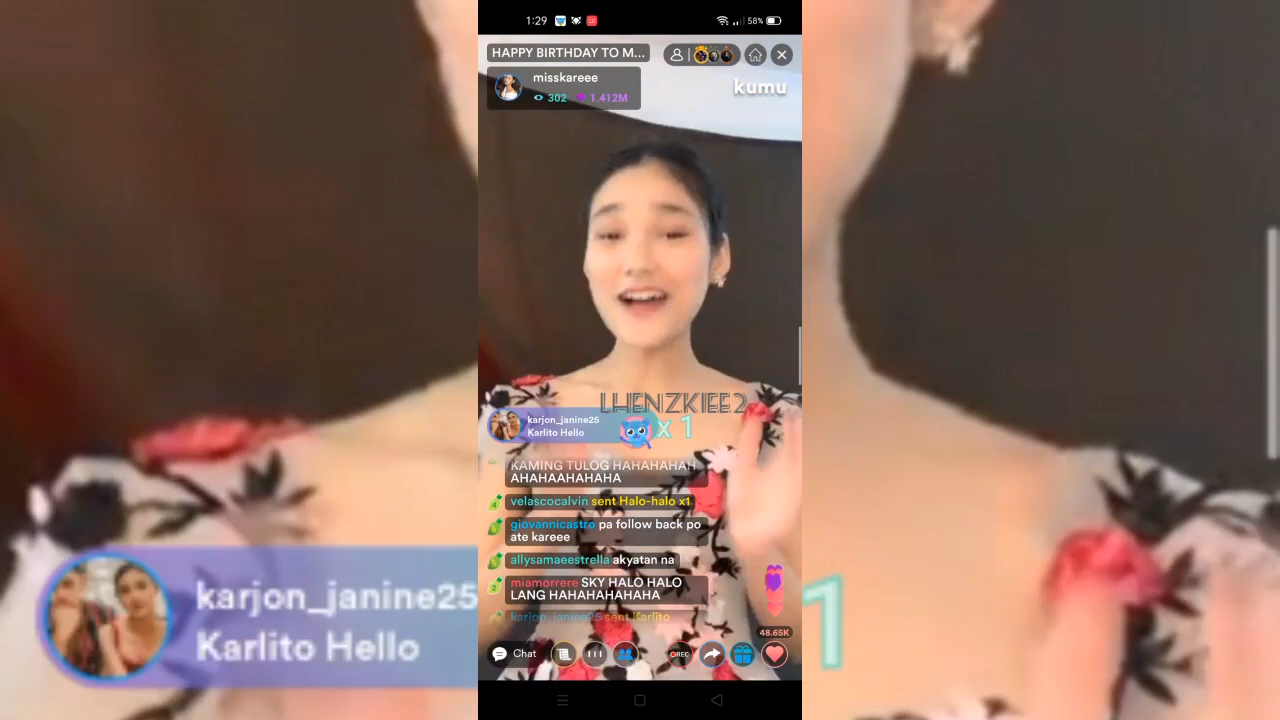 1:29
58%
HAPPY BIRTHDAY TO M...
misskareee
302 1.412M
kumu
LHENZKIEE2
karjon_janine25
Karlito Hello
x 1
KAMING TULOG HAHAHAHAH
AHAHAAHAHAHA
velascocalvin sent Halo-halo x1
giovannicastro pa follow back po
ate kareee
allysamaeestrella akyatan na
miamorrere SKY HALO HALO
LANG HAHAHAHAHAHA
karjon_janine25 sent Karlito
48.65K
Chat
REC
karjon_janine25
Karlito Hello
1